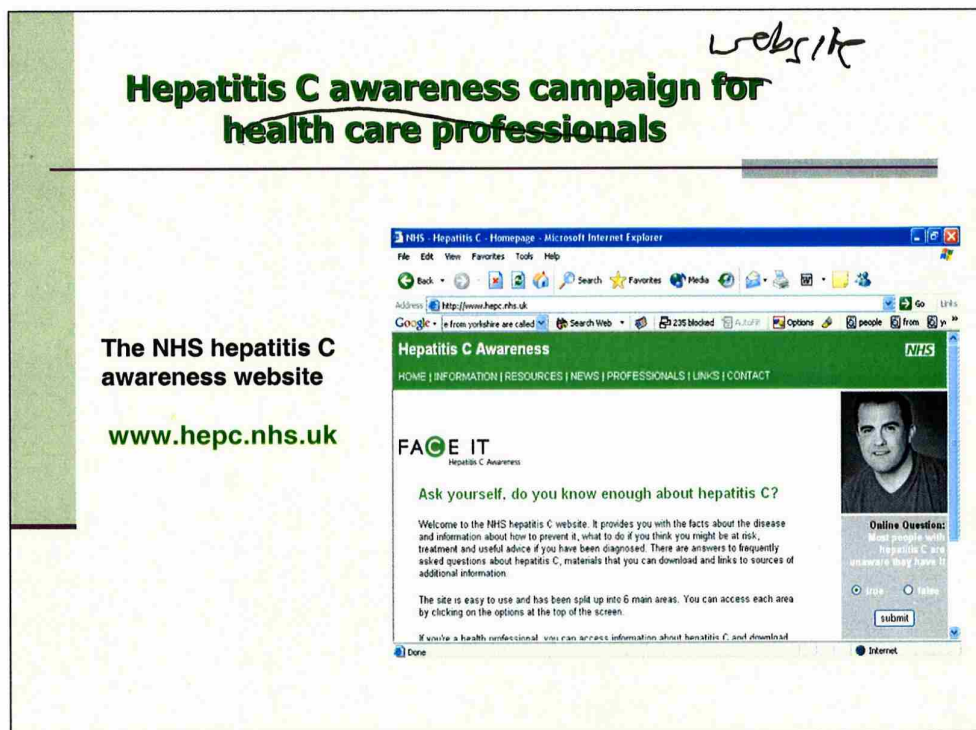 website
Hepatitis C awareness campaign for
health care professionals
The NHS hepatitis C
awareness website
www.hepc.nhs.uk
NHS - Hepatitis C - Homepage - Microsoft Internet Explorer
File Edit View Favorites Tools Help
Back Search Favorites Media
Address http://www.hepc.nhs.uk Go Links
Google e from yorkshire are called Search Web 235 blocked AutoFill Options people from
Hepatitis C Awareness NHS
HOME | INFORMATION | RESOURCES | NEWS | PROFESSIONALS | LINKS | CONTACT
FACE IT
Hepatitis C Awareness
Ask yourself, do you know enough about hepatitis C?
Welcome to the NHS hepatitis C website. It provides you with the facts about the disease
and information about how to prevent it, what to do if you think you might be at risk,
treatment and useful advice if you have been diagnosed. There are answers to frequently
asked questions about hepatitis C, materials that you can download and links to sources of
additional information.
The site is easy to use and has been split up into 6 main areas. You can access each area
by clicking on the options at the top of the screen.
If you're a health professional, you can access information about hepatitis C and download
Online Question:
Most people with
hepatitis C are
unaware they have it
true false
submit
Done Internet